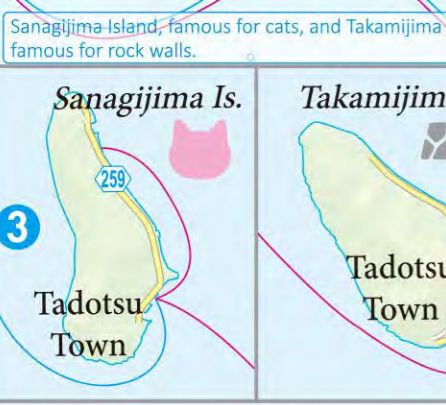 Sanagijima Island, famous for cats, and Takamijima
famous for rock walls.
Sanagijima Is.
Takamijim
259
3
Tadotsu
Town
Tadotsu
Town